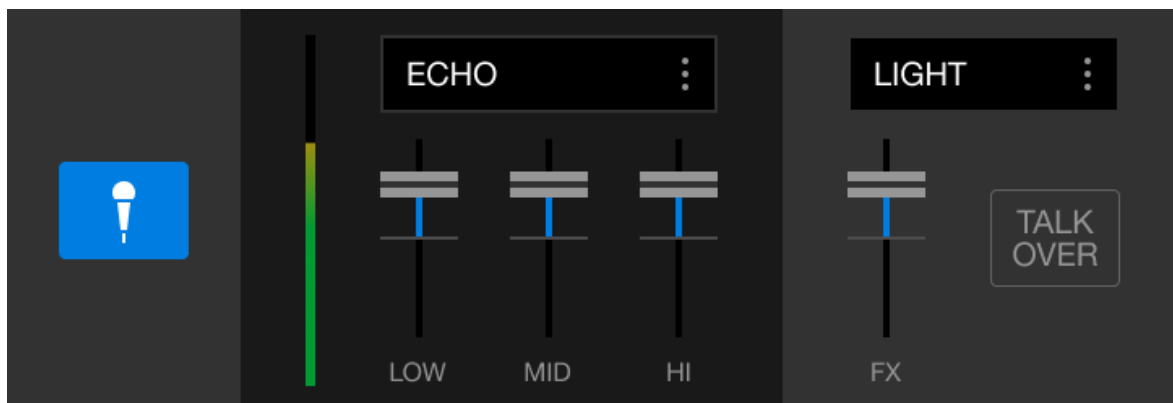 ECHO
LIGHT
TALK
OVER
LOW
MID
HI
FX